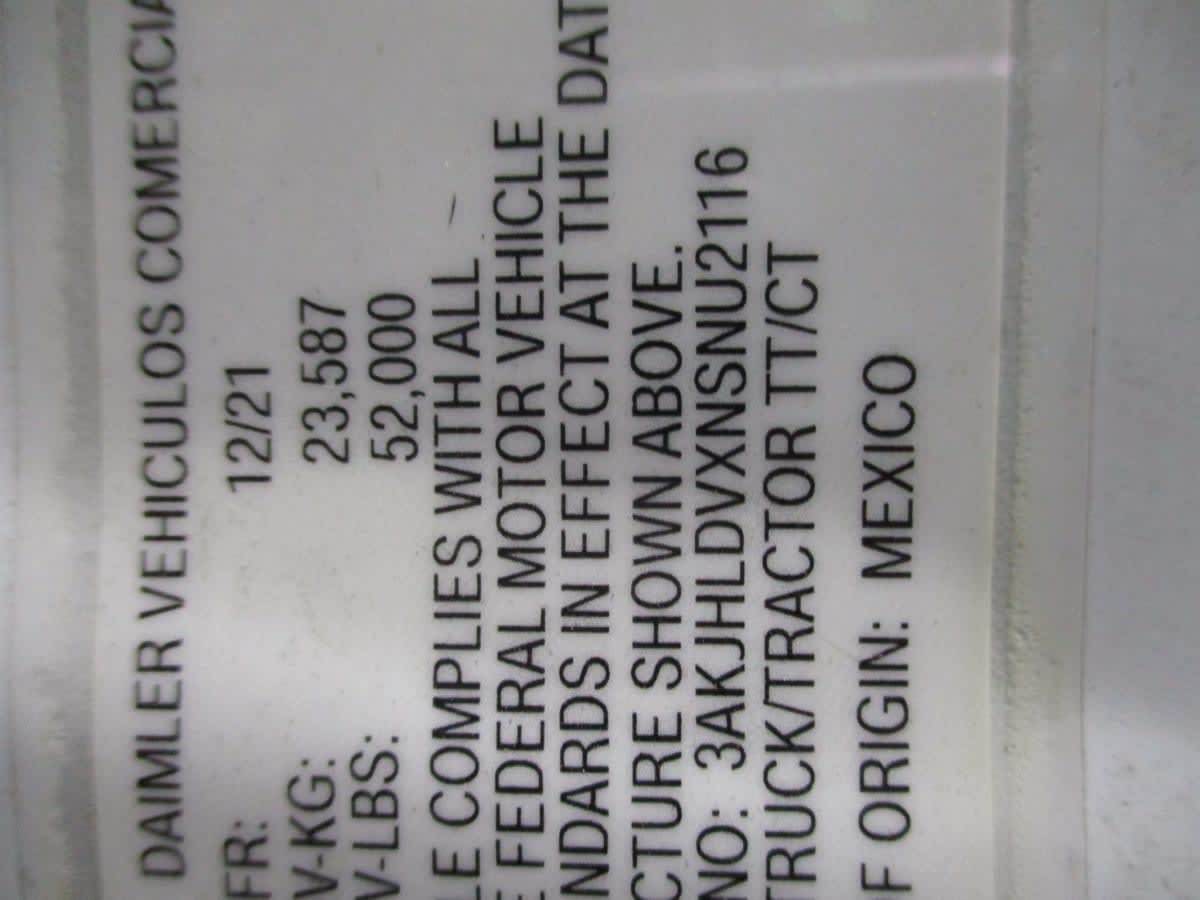 DAIMLER VEHICULOS COMERCIA
FR: 12/21
V-KG: 23,587
V-LBS: 52,000
LE COMPLIES WITH ALL
E FEDERAL MOTOR VEHICLE
NDARDS IN EFFECT AT THE DAT
CTURE SHOWN ABOVE.
NO: 3AKJHLDVXNSNU2116
TRUCK/TRACTOR TT/CT
F ORIGIN: MEXICO